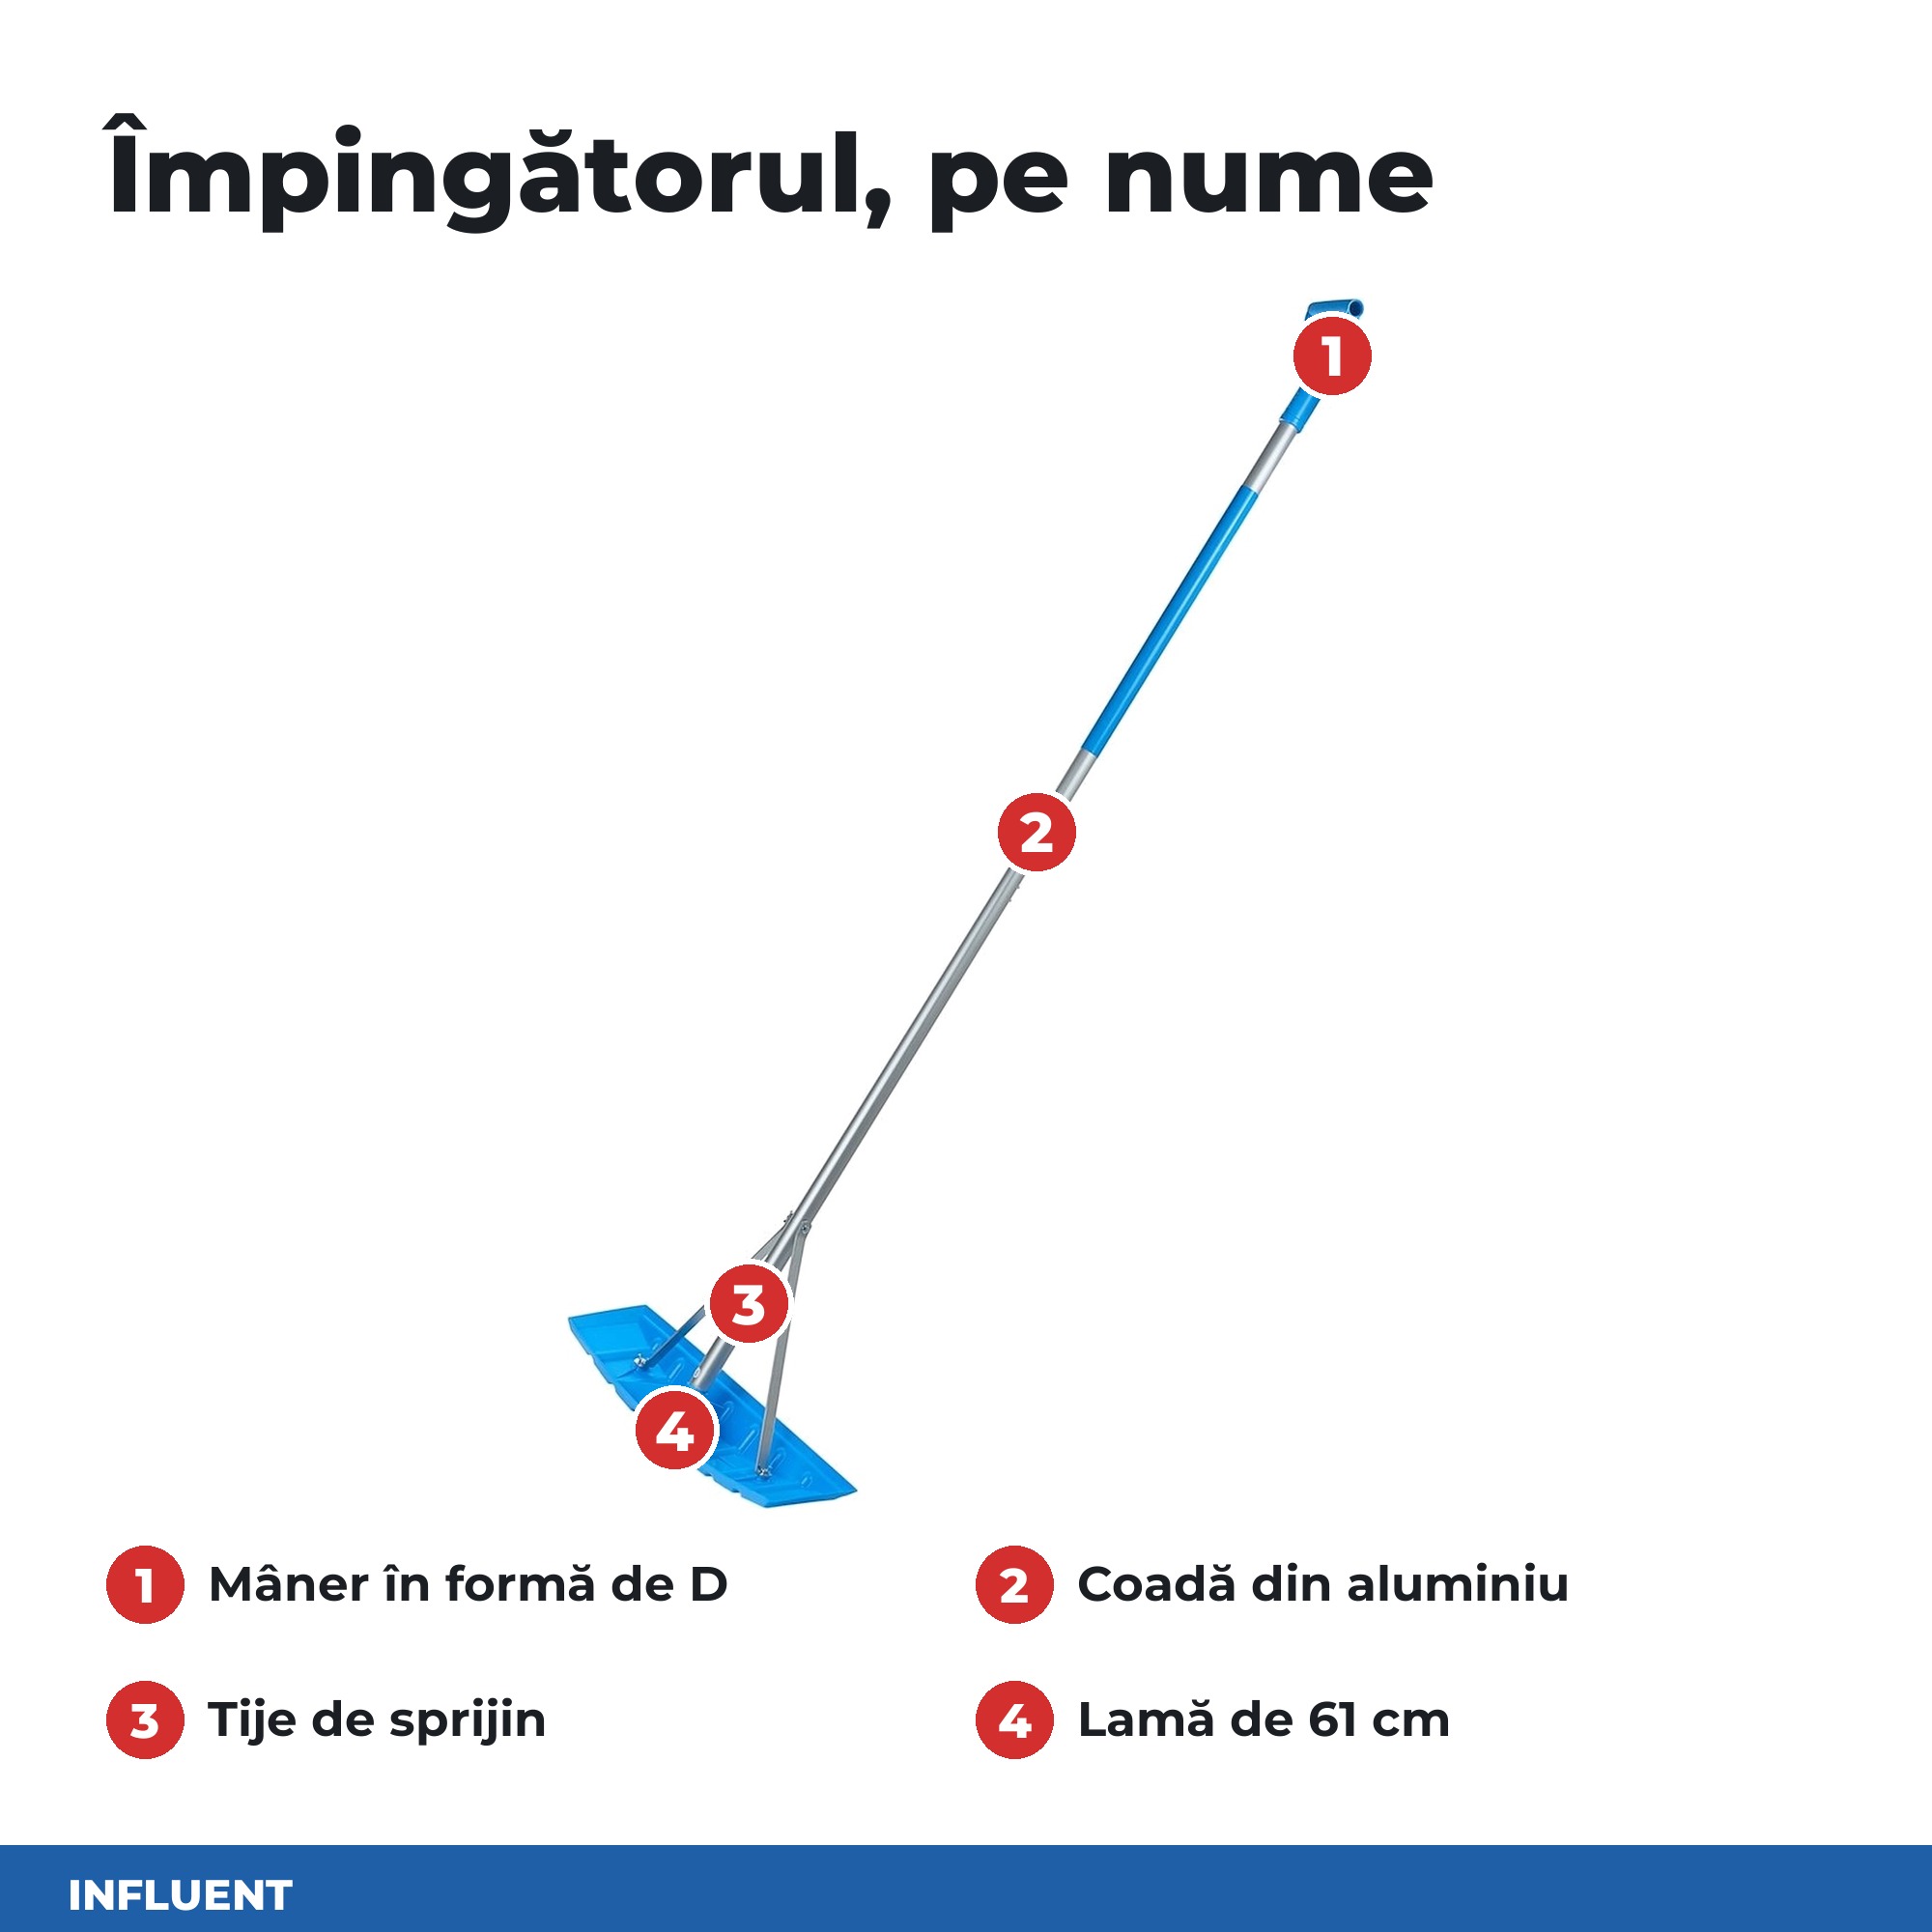 Împingătorul, pe nume
1
2
3
4
1 Mâner în formă de D
2 Coadă din aluminiu
3 Tije de sprijin
4 Lamă de 61 cm
INFLUENT